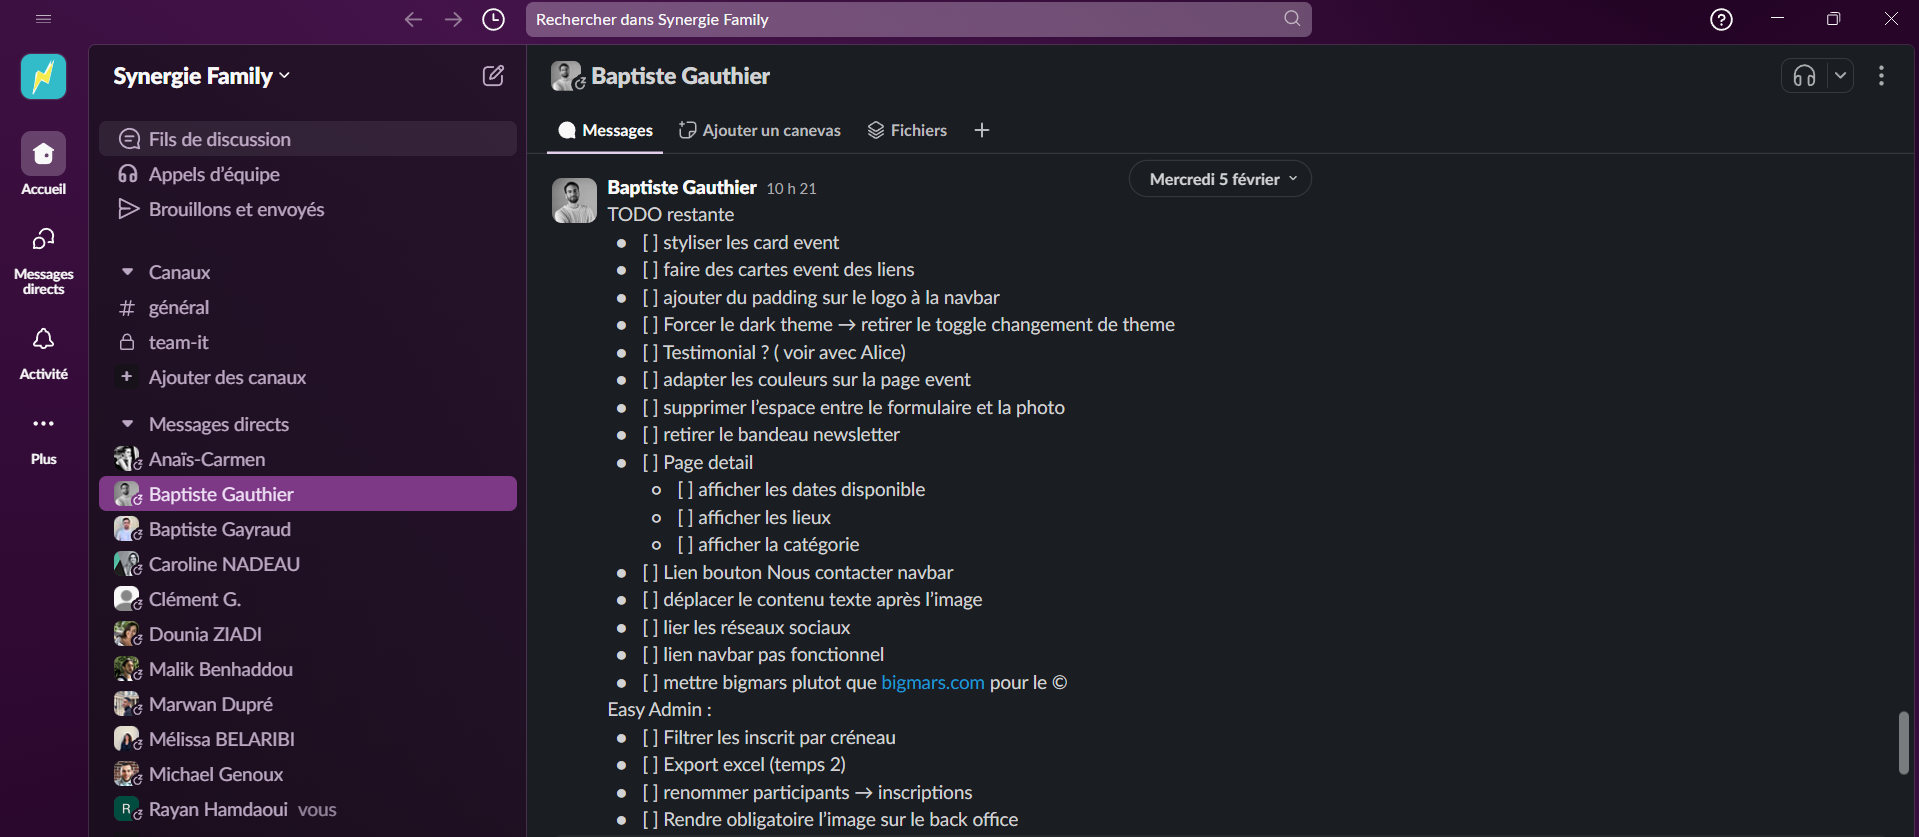 Rechercher dans Synergie Family
Synergie Family
Accueil
Messages
directs
Activité
Plus
Fils de discussion
Appels d'équipe
Brouillons et envoyés
Canaux
# général
team-it
+ Ajouter des canaux
Messages directs
Anaïs-Carmen
Baptiste Gauthier
Baptiste Gayraud
Caroline NADEAU
Clément G.
Dounia ZIADI
Malik Benhaddou
Marwan Dupré
Mélissa BELARIBI
Michael Genoux
R Rayan Hamdaoui vous
Baptiste Gauthier
Messages Ajouter un canevas Fichiers +
Mercredi 5 février
Baptiste Gauthier 10 h 21
TODO restante
• [ ] styliser les card event
• [ ] faire des cartes event des liens
• [ ] ajouter du padding sur le logo à la navbar
• [ ] Forcer le dark theme → retirer le toggle changement de theme
• [ ] Testimonial ? ( voir avec Alice)
• [ ] adapter les couleurs sur la page event
• [ ] supprimer l'espace entre le formulaire et la photo
• [ ] retirer le bandeau newsletter
• [ ] Page detail
◦ [ ] afficher les dates disponible
◦ [ ] afficher les lieux
◦ [ ] afficher la catégorie
• [ ] Lien bouton Nous contacter navbar
• [ ] déplacer le contenu texte après l'image
• [ ] lier les réseaux sociaux
• [ ] lien navbar pas fonctionnel
• [ ] mettre bigmars plutot que bigmars.com pour le ©
Easy Admin :
• [ ] Filtrer les inscrit par créneau
• [ ] Export excel (temps 2)
• [ ] renommer participants → inscriptions
• [ ] Rendre obligatoire l'image sur le back office